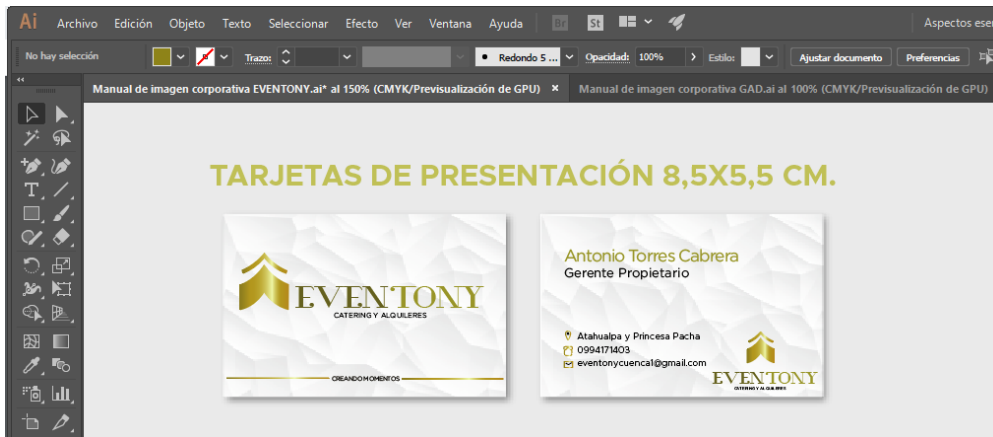 Ai Archivo Edición Objeto Texto Seleccionar Efecto Ver Ventana Ayuda Br St
No hay selección Trazo: Redondo 5 ... Opacidad: 100% Estilo: Ajustar documento Preferencias
Manual de imagen corporativa EVENTONY.ai* al 150% (CMYK/Previsualización de GPU) × Manual de imagen corporativa GAD.ai al 100% (CMYK/Previsualización de GPU)
TARJETAS DE PRESENTACIÓN 8,5X5,5 CM.
EVENTONY
CATERING Y ALQUILERES
CREANDO MOMENTOS
Antonio Torres Cabrera
Gerente Propietario
Atahualpa y Princesa Pacha
0994171403
eventonycuenca1@gmail.com
EVENTONY
CATERING Y ALQUILERES